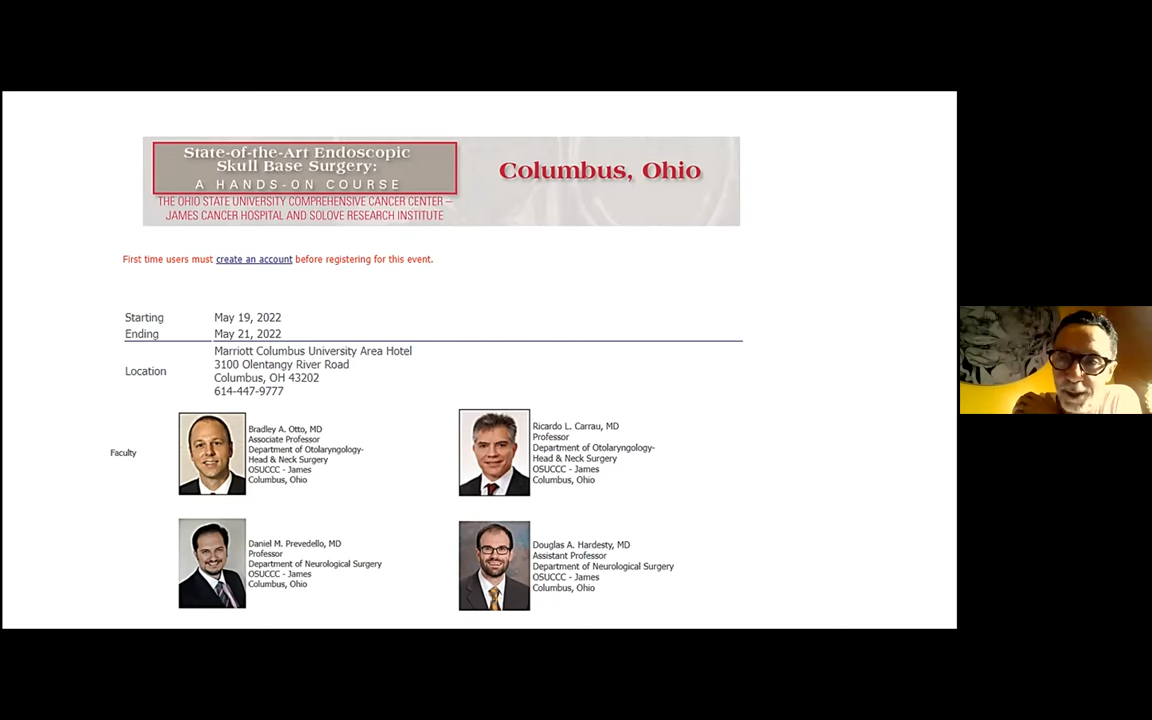 State-of-the-Art Endoscopic
Skull Base Surgery:
A HANDS-ON COURSE
THE OHIO STATE UNIVERSITY COMPREHENSIVE CANCER CENTER –
JAMES CANCER HOSPITAL AND SOLOVE RESEARCH INSTITUTE
Columbus, Ohio
First time users must create an account before registering for this event.
Starting May 19, 2022
Ending May 21, 2022
Location
Marriott Columbus University Area Hotel
3100 Olentangy River Road
Columbus, OH 43202
614-447-9777
Faculty
Bradley A. Otto, MD
Associate Professor
Department of Otolaryngology-
Head & Neck Surgery
OSUCCC - James
Columbus, Ohio
Ricardo L. Carrau, MD
Professor
Department of Otolaryngology-
Head & Neck Surgery
OSUCCC - James
Columbus, Ohio
Daniel M. Prevedello, MD
Professor
Department of Neurological Surgery
OSUCCC - James
Columbus, Ohio
Douglas A. Hardesty, MD
Assistant Professor
Department of Neurological Surgery
OSUCCC - James
Columbus, Ohio